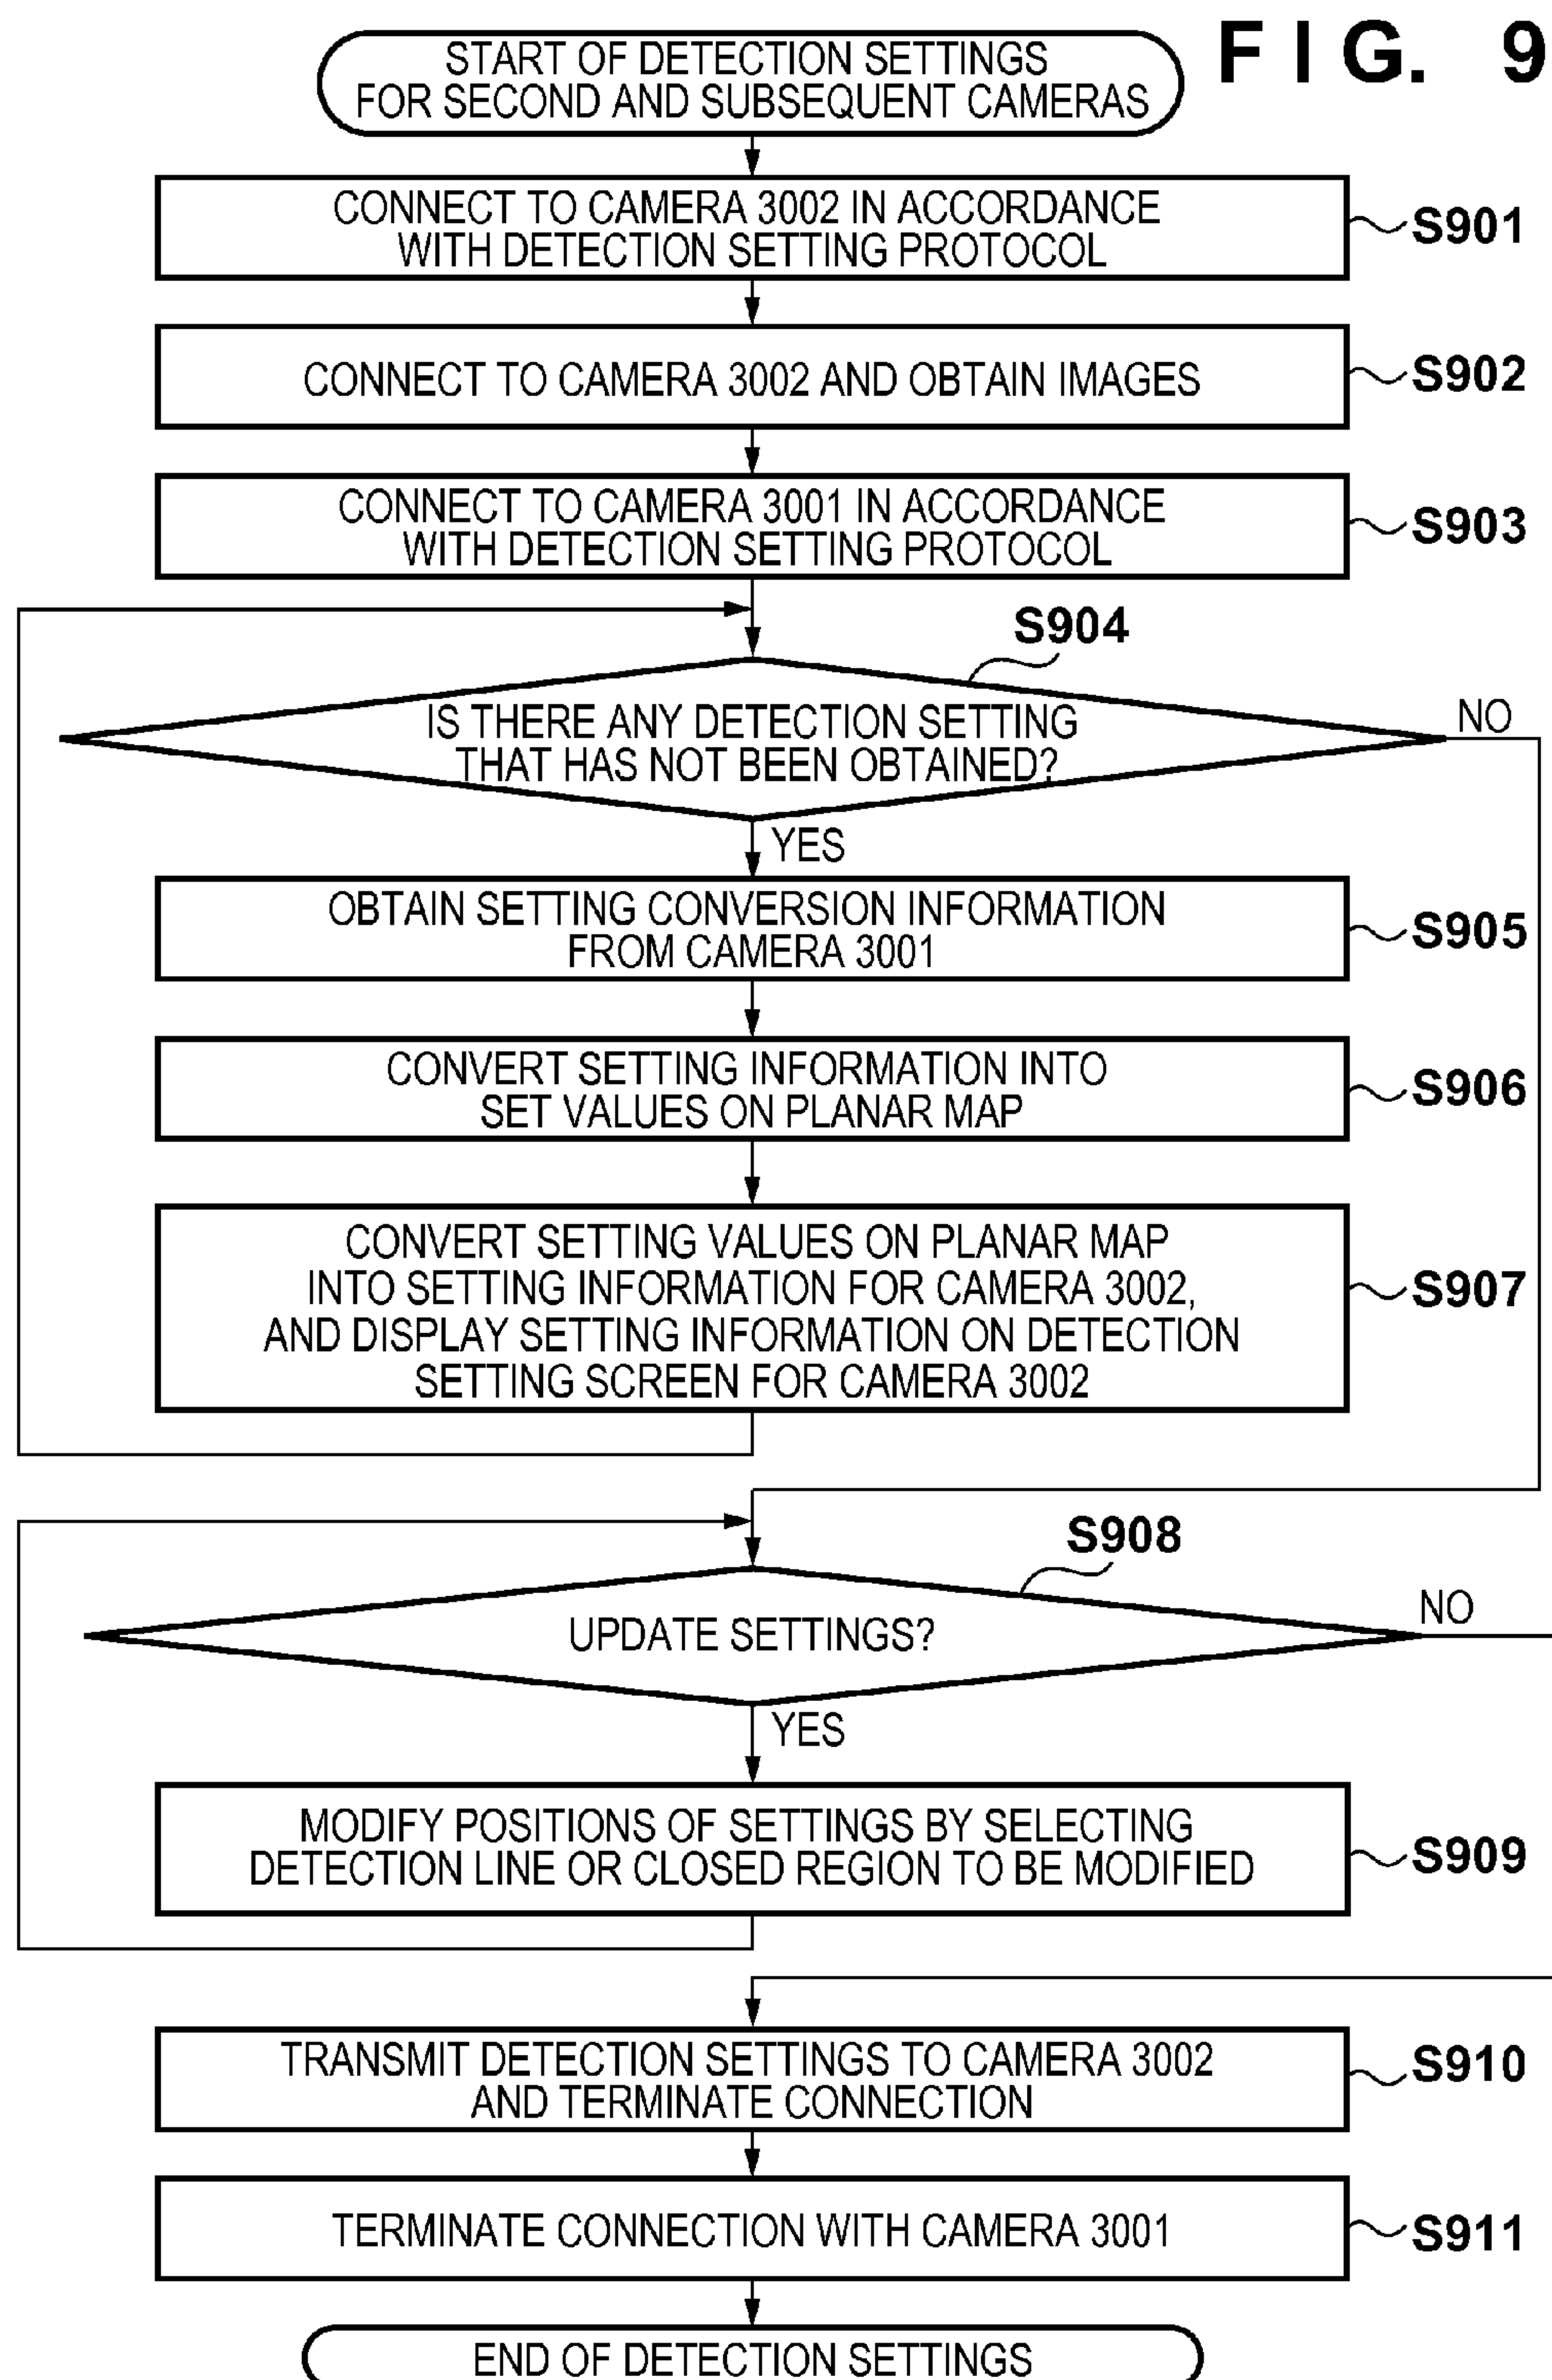 FIG. 9
START OF DETECTION SETTINGS
FOR SECOND AND SUBSEQUENT CAMERAS
CONNECT TO CAMERA 3002 IN ACCORDANCE
WITH DETECTION SETTING PROTOCOL
S901
CONNECT TO CAMERA 3002 AND OBTAIN IMAGES
S902
CONNECT TO CAMERA 3001 IN ACCORDANCE
WITH DETECTION SETTING PROTOCOL
S903
S904
IS THERE ANY DETECTION SETTING
THAT HAS NOT BEEN OBTAINED?
NO
YES
OBTAIN SETTING CONVERSION INFORMATION
FROM CAMERA 3001
S905
CONVERT SETTING INFORMATION INTO
SET VALUES ON PLANAR MAP
S906
CONVERT SETTING VALUES ON PLANAR MAP
INTO SETTING INFORMATION FOR CAMERA 3002,
AND DISPLAY SETTING INFORMATION ON DETECTION
SETTING SCREEN FOR CAMERA 3002
S907
S908
UPDATE SETTINGS?
NO
YES
MODIFY POSITIONS OF SETTINGS BY SELECTING
DETECTION LINE OR CLOSED REGION TO BE MODIFIED
S909
TRANSMIT DETECTION SETTINGS TO CAMERA 3002
AND TERMINATE CONNECTION
S910
TERMINATE CONNECTION WITH CAMERA 3001
S911
END OF DETECTION SETTINGS